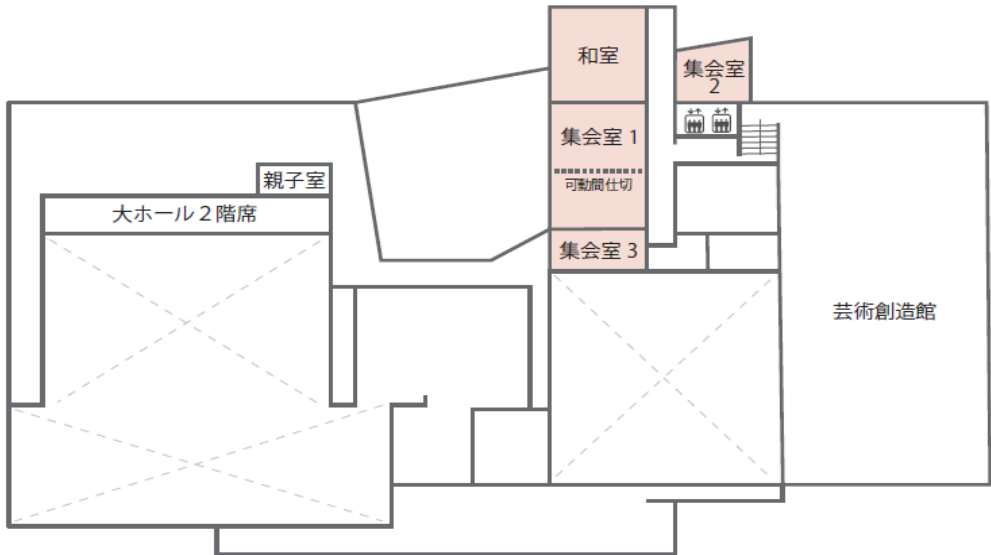 和室
集会室
2
集会室 1
可動間仕切
親子室
大ホール２階席
集会室 3
芸術創造館